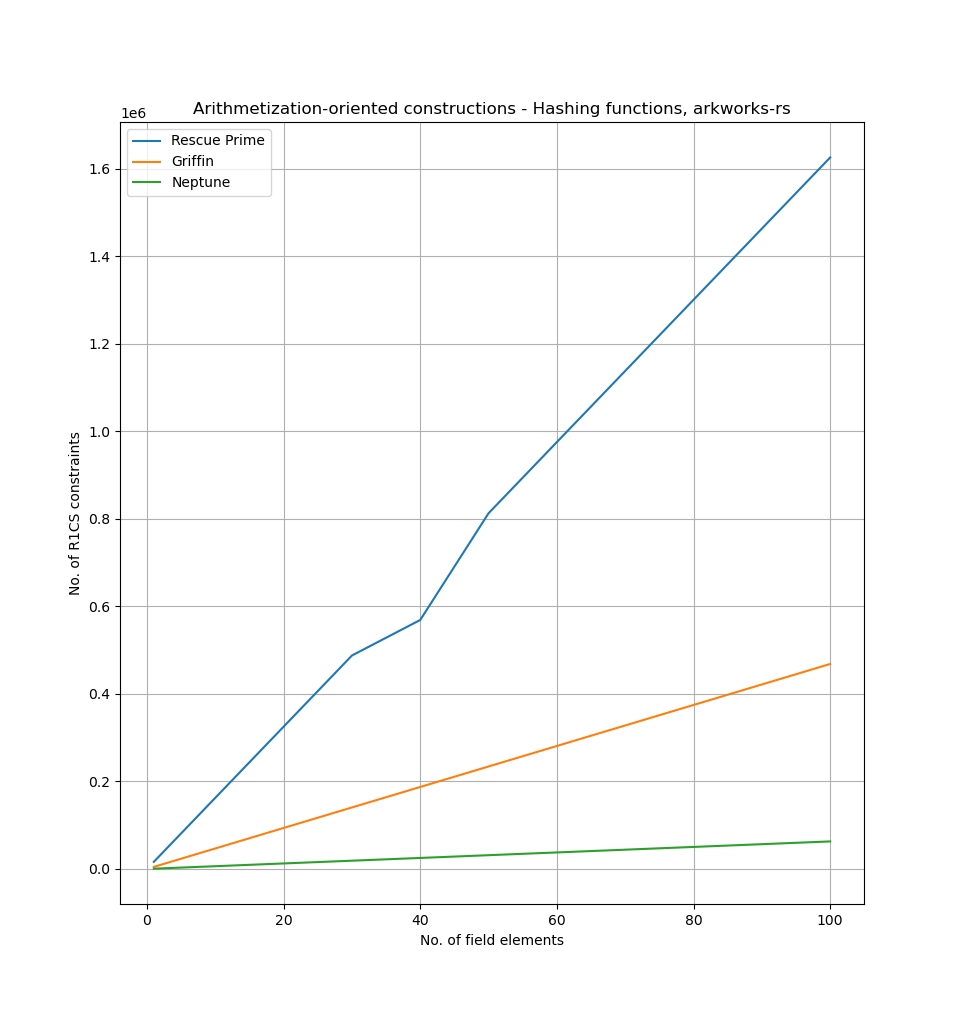 Arithmetization-oriented constructions - Hashing functions, arkworks-rs
1e6
Rescue Prime
Griffin
Neptune
1.6
1.4
1.2
1.0
0.8
0.6
0.4
0.2
0.0
No. of R1CS constraints
0 20 40 60 80 100
No. of field elements